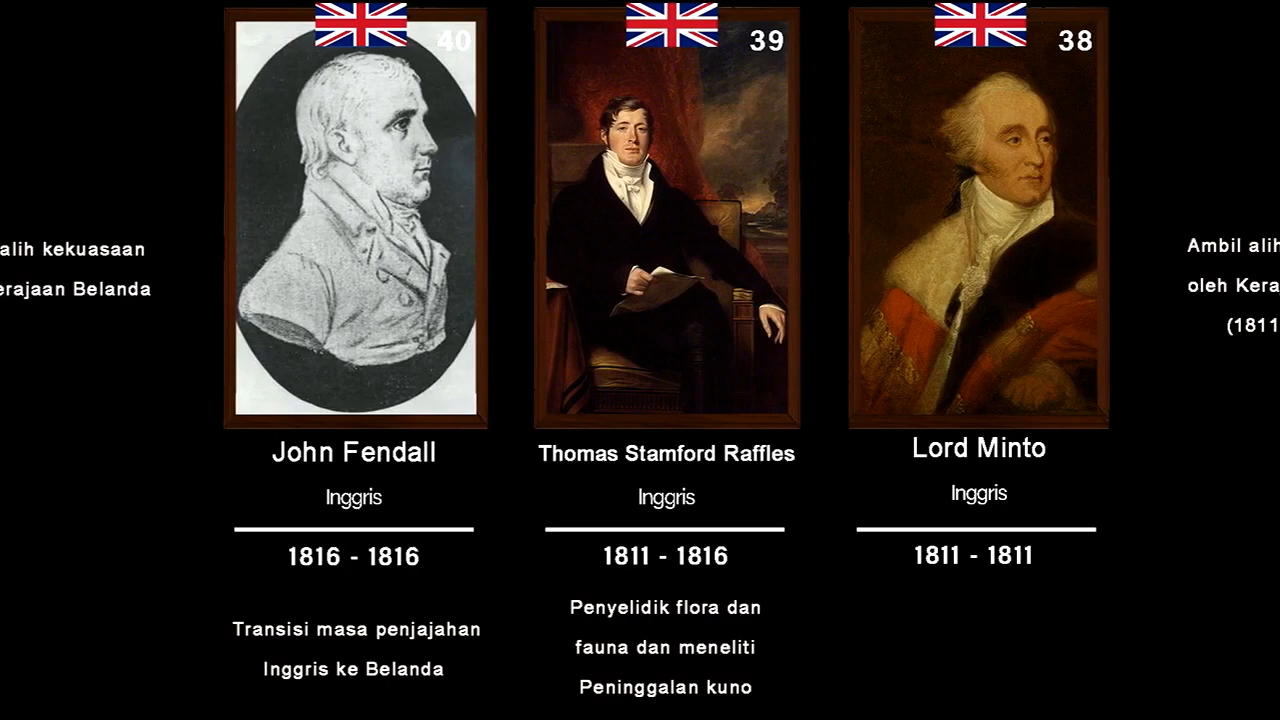 alih kekuasaan
erajaan Belanda
40
John Fendall
Inggris
1816 - 1816
Transisi masa penjajahan
Inggris ke Belanda
39
Thomas Stamford Raffles
Inggris
1811 - 1816
Penyelidik flora dan
fauna dan meneliti
Peninggalan kuno
38
Lord Minto
Inggris
1811 - 1811
Ambil alih
oleh Kera
(1811